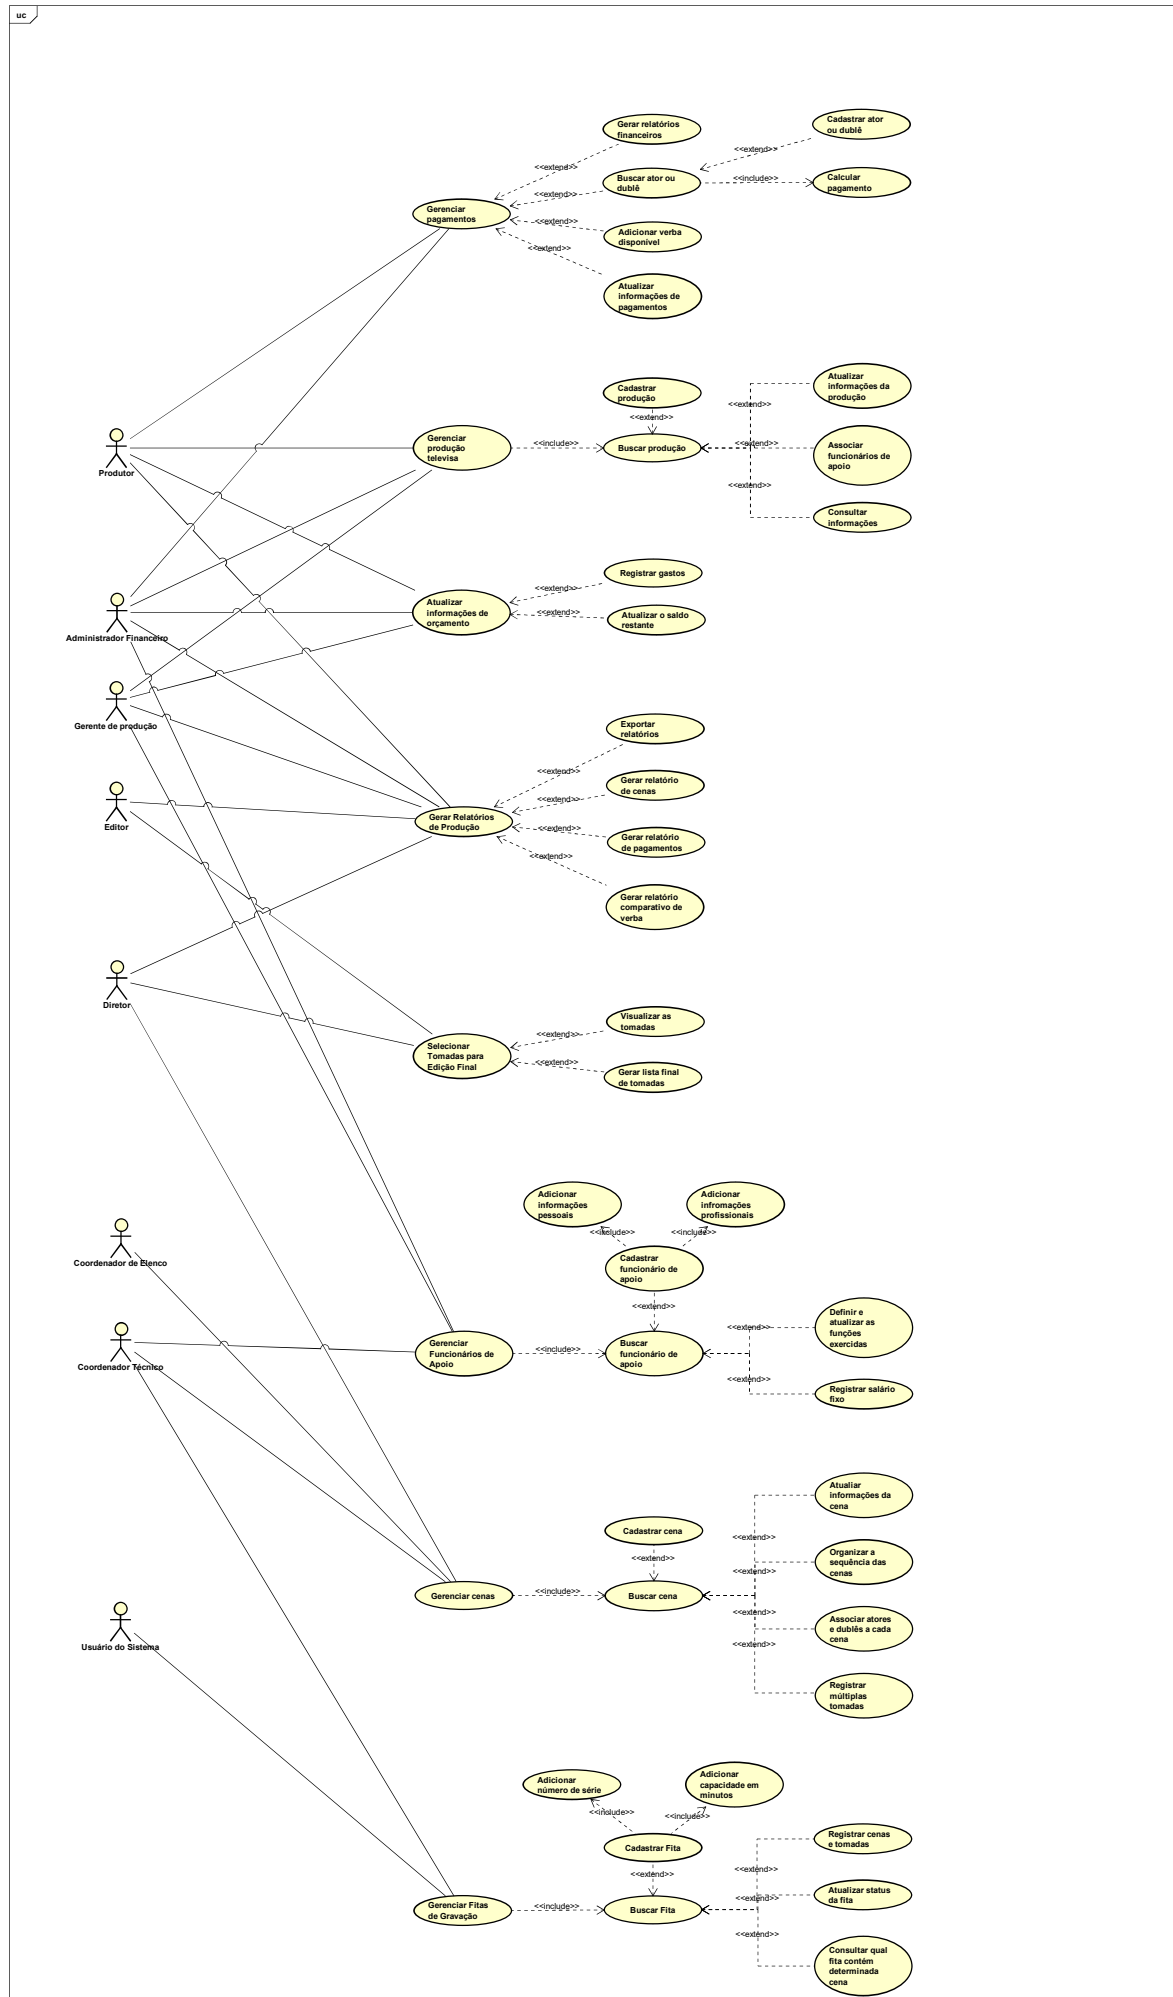 uc
Gerar relatórios
financeiros
Cadastrar ator
ou dublê
<<extend>>
<<extend>>
Buscar ator ou
dublê
<<include>>
Calcular
pagamento
<<extend>>
Gerenciar
pagamentos
<<extend>>
Adicionar verba
disponivel
<<extend>>
Atualizar
informações de
pagamentos
Cadastrar
produção
Atualizar
informações da
produção
<<extend>>
<<extend>>
Produtor
Gerenciar
produção
televisa
<<include>>
Buscar produção
<<extend>>
Associar
funcionários de
apoio
<<extend>>
Consultar
informações
Registrar gastos
<<extend>>
Administrador Financeiro
Atualizar
informações de
orçamento
<<extend>>
Atualizar o saldo
restante
Gerente de produção
Exportar
relatórios
<<extend>>
Gerar relatório
de cenas
<<extend>>
Editor
Gerar Relatórios
de Produção
<<extend>>
Gerar relatório
de pagamentos
<<extend>>
Gerar relatório
comparativo de
verba
Diretor
Visualizar as
tomadas
<<extend>>
Selecionar
Tomadas para
Edição Final
<<extend>>
Gerar lista final
de tomadas
Adicionar
informações
pessoais
Adicionar
infromações
profissionais
<<include>>
<<include>>
Coordenador de Elenco
Cadastrar
funcionário de
apoio
<<extend>>
Definir e
atualizar as
funções
exercidas
<<extend>>
Coordenador Técnico
Gerenciar
Funcionários de
Apoio
<<include>>
Buscar
funcionário de
apoio
<<extend>>
Registrar salário
fixo
Atualiar
informações da
cena
Cadastrar cena
<<extend>>
<<extend>>
Organizar a
sequência das
cenas
<<extend>>
Gerenciar cenas
<<include>>
Buscar cena
<<extend>>
Associar atores
e dublês a cada
cena
<<extend>>
Usuário do Sistema
Registrar
múltiplas
tomadas
Adicionar
número de série
Adicionar
capacidade em
minutos
<<include>>
<<include>>
Cadastrar Fita
Registrar cenas
e tomadas
<<extend>>
<<extend>>
Gerenciar Fitas
de Gravação
<<include>>
Buscar Fita
<<extend>>
Atualizar status
da fita
<<extend>>
Consultar qual
fita contém
determinada
cena